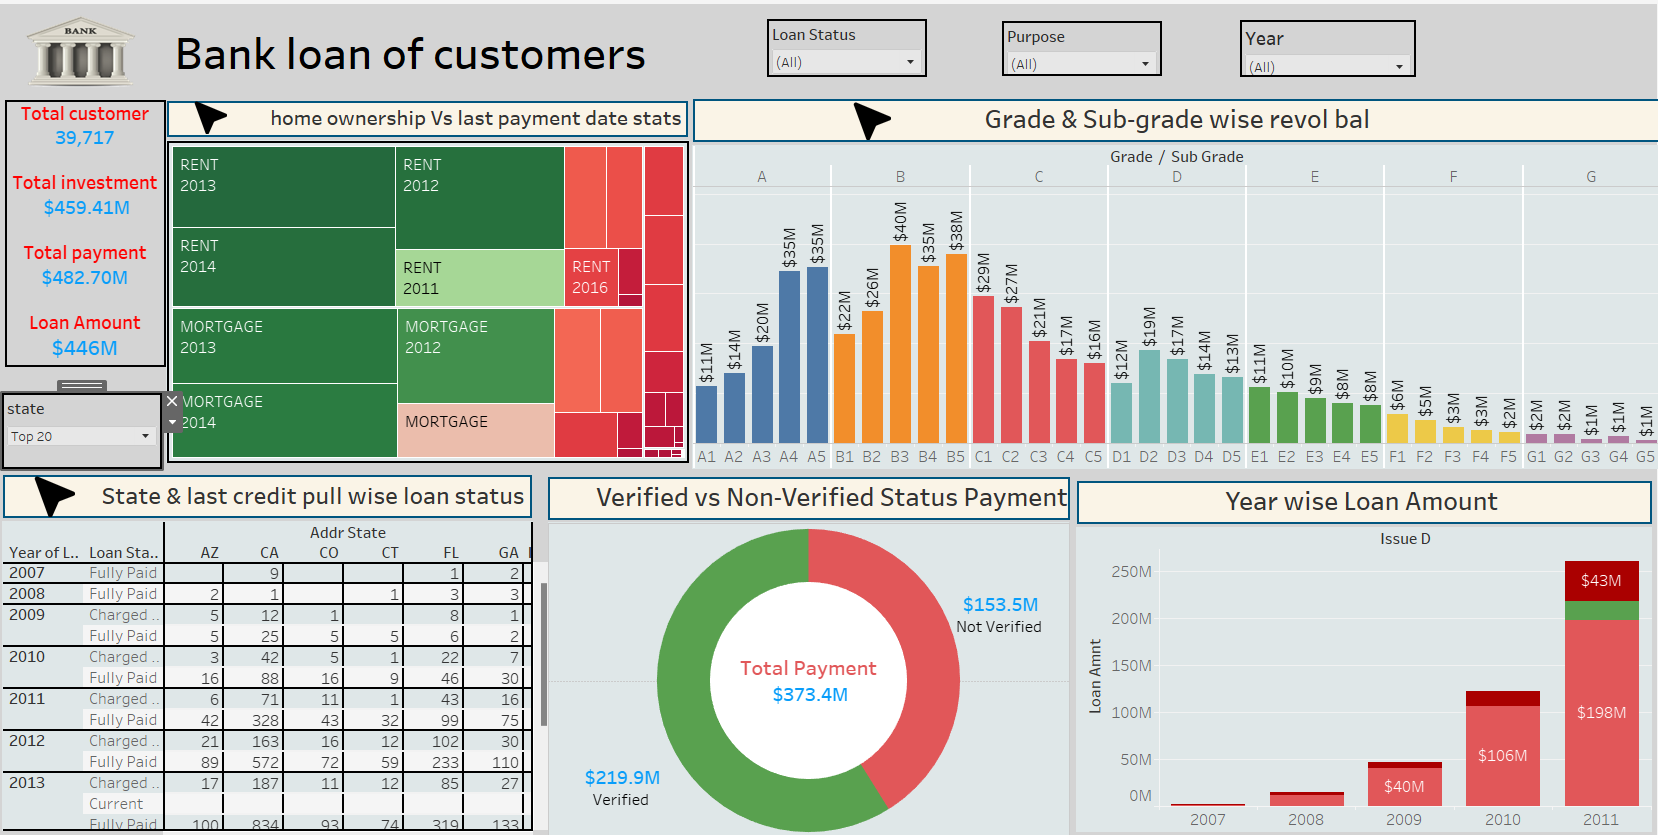 BANK
Bank loan of customers
Loan Status
(All)
Purpose
(All)
Year
(All)
Total customer
39,717
Total investment
$459.41M
Total payment
$482.70M
Loan Amount
$446M
state
Top 20
home ownership Vs last payment date stats
RENT
2013
RENT
2014
RENT
2012
RENT
2011
RENT
2016
MORTGAGE
2013
MORTGAGE
2014
MORTGAGE
2012
MORTGAGE
Grade & Sub-grade wise revol bal
Grade / Sub Grade
A B C D E F G
$11M $14M $20M $35M $35M $22M $26M $40M $35M $38M $29M $27M $21M $17M $16M $12M $19M $17M $14M $13M $11M $10M $9M $8M $8M $6M $5M $3M $3M $2M $2M $2M $1M $1M $1M
A1 A2 A3 A4 A5 B1 B2 B3 B4 B5 C1 C2 C3 C4 C5 D1 D2 D3 D4 D5 E1 E2 E3 E4 E5 F1 F2 F3 F4 F5 G1 G2 G3 G4 G5
State & last credit pull wise loan status
Addr State
Year of L.. Loan Sta.. AZ CA CO CT FL GA
2007 Fully Paid 9 1 2
2008 Fully Paid 2 1 1 3 3
2009 Charged .. 5 12 1 8 1
Fully Paid 5 25 5 5 6 2
2010 Charged .. 3 42 5 1 22 7
Fully Paid 16 88 16 9 46 30
2011 Charged .. 6 71 11 1 43 16
Fully Paid 42 328 43 32 99 75
2012 Charged .. 21 163 16 12 102 30
Fully Paid 89 572 72 59 233 110
2013 Charged .. 17 187 11 12 85 27
Current
Fully Paid 100 834 93 74 319 133
Verified vs Non-Verified Status Payment
$153.5M
Not Verified
Total Payment
$373.4M
$219.9M
Verified
Year wise Loan Amount
Issue D
Loan Amnt
250M
200M
150M
100M
50M
0M
$43M
$198M
$106M
$40M
2007 2008 2009 2010 2011